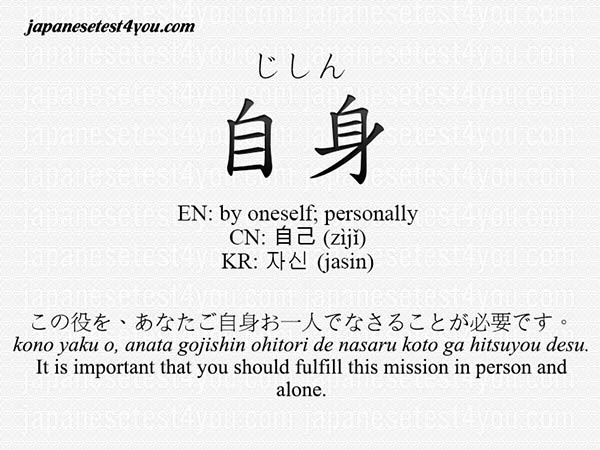 japanesetest4you.com
じしん
自身
EN: by oneself; personally
CN: 自己 (zìjǐ)
KR: 자신 (jasin)
この役を、あなたご自身お一人でなさることが必要です。
kono yaku o, anata gojishin ohitori de nasaru koto ga hitsuyou desu.
It is important that you should fulfill this mission in person and
alone.